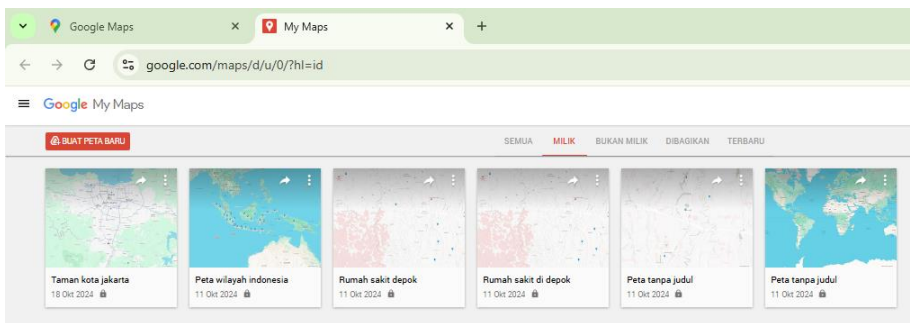 Google Maps
My Maps
google.com/maps/d/u/0/?hl=id
Google My Maps
BUAT PETA BARU
SEMUA MILIK BUKAN MILIK DIBAGIKAN TERBARU
Taman kota jakarta
18 Okt 2024
Peta wilayah indonesia
11 Okt 2024
Rumah sakit depok
11 Okt 2024
Rumah sakit di depok
11 Okt 2024
Peta tanpa judul
11 Okt 2024
Peta tanpa judul
11 Okt 2024